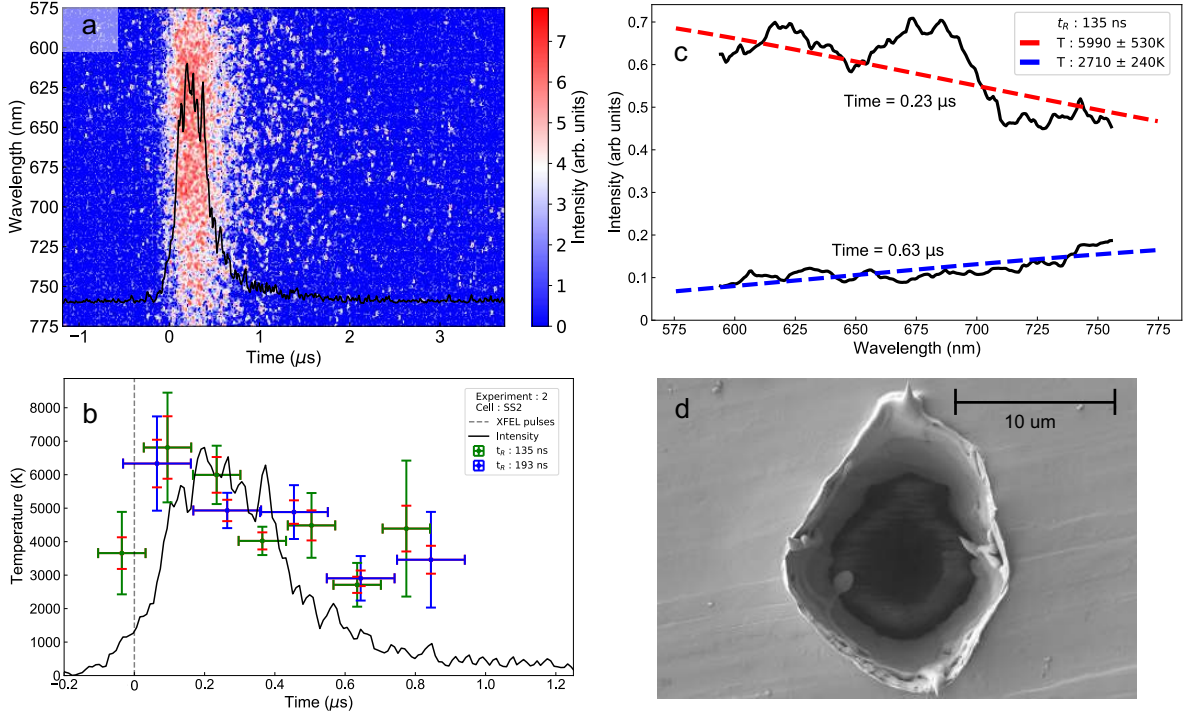 a
575
600
625
650
675
700
725
750
775
Wavelength (nm)
−1
0
1
2
3
Time (μs)
7
6
5
4
3
2
1
0
Intensity (arb. units)
c
0.7
0.6
0.5
0.4
0.3
0.2
0.1
0
Intensity (arb units)
t_R : 135 ns
T : 5990 ± 530K
T : 2710 ± 240K
Time = 0.23 μs
Time = 0.63 μs
575
600
625
650
675
700
725
750
775
Wavelength (nm)
b
8000
7000
6000
5000
4000
3000
2000
1000
0
Temperature (K)
Experiment : 2
Cell : SS2
XFEL pulses
Intensity
t_R : 135 ns
t_R : 193 ns
−0.2
0
0.2
0.4
0.6
0.8
1.0
1.2
Time (μs)
d
10 um